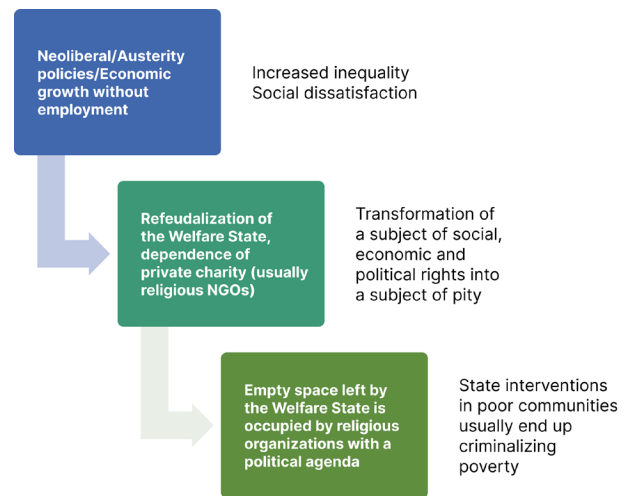 Neoliberal/Austerity
policies/Economic
growth without
employment
Increased inequality
Social dissatisfaction
Refeudalization of
the Welfare State,
dependence of
private charity (usually
religious NGOs)
Transformation of
a subject of social,
economic and
political rights into
a subject of pity
Empty space left by
the Welfare State is
occupied by religious
organizations with a
political agenda
State interventions
in poor communities
usually end up
criminalizing
poverty